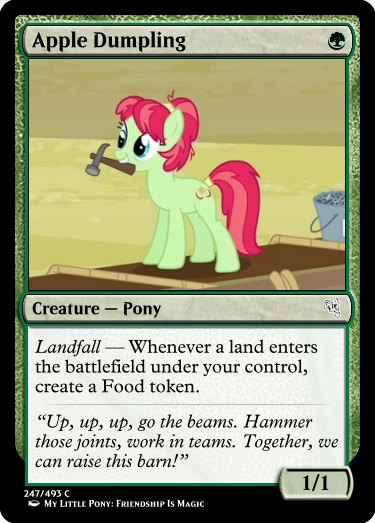 Apple Dumpling
Creature — Pony
Landfall — Whenever a land enters
the battlefield under your control,
create a Food token.
“Up, up, up, go the beams. Hammer
those joints, work in teams. Together, we
can raise this barn!”
1/1
247/493 C
My Little Pony: Friendship Is Magic